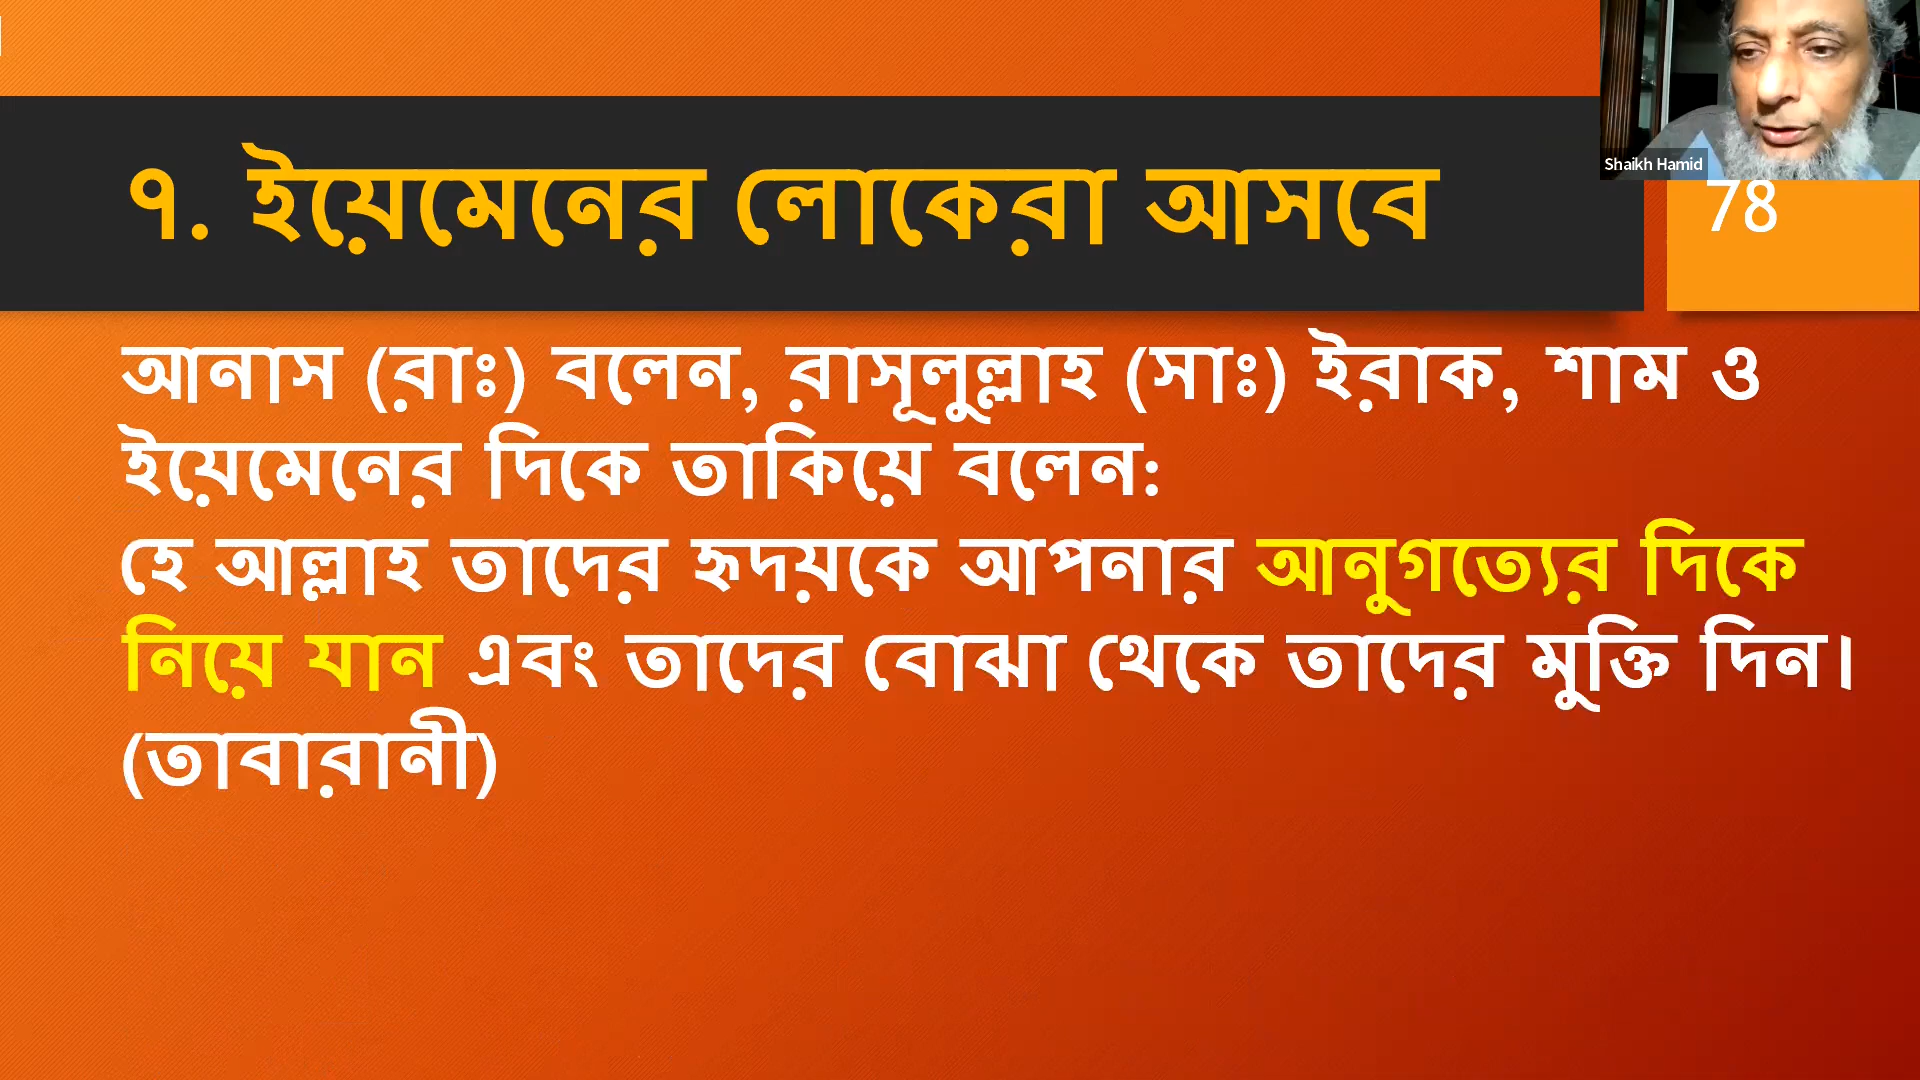 Shaikh Hamid
৭. ইয়েমেনের লোকেরা আসবে
78
আনাস (রাঃ) বলেন, রাসূলুল্লাহ (সাঃ) ইরাক, শাম ও
ইয়েমেনের দিকে তাকিয়ে বলেন:
হে আল্লাহ তাদের হৃদয়কে আপনার আনুগত্যের দিকে
নিয়ে যান এবং তাদের বোঝা থেকে তাদের মুক্তি দিন।
(তাবারানী)